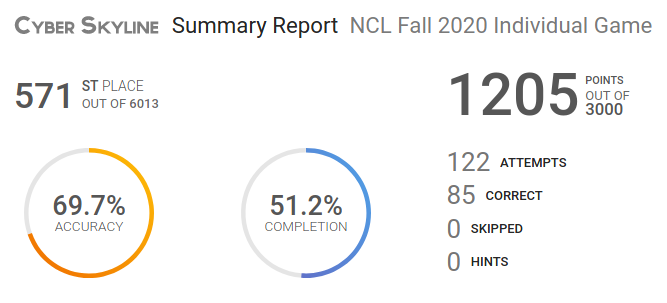 CYBER SKYLINE Summary Report NCL Fall 2020 Individual Game
571 ST PLACE
OUT OF 6013
1205 POINTS
OUT OF
3000
69.7%
ACCURACY
51.2%
COMPLETION
122 ATTEMPTS
85 CORRECT
0 SKIPPED
0 HINTS